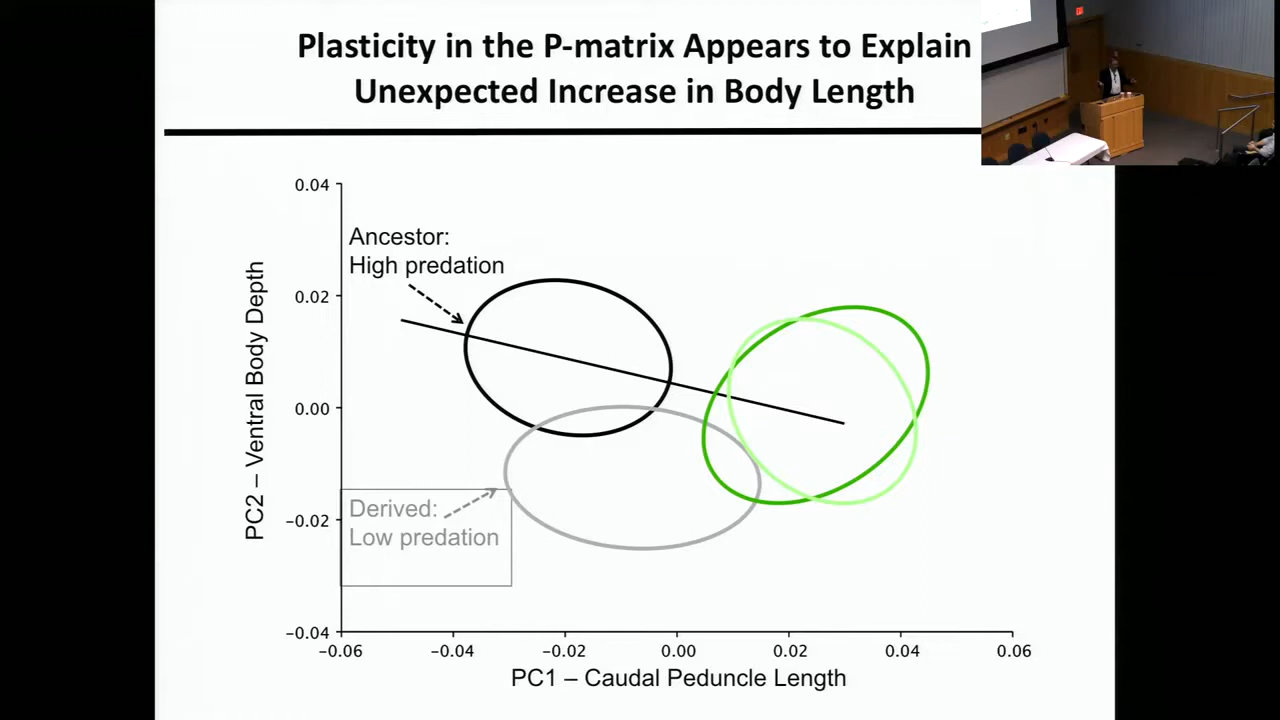 Plasticity in the P-matrix Appears to Explain
Unexpected Increase in Body Length
0.04
0.02
0.00
−0.02
−0.04
PC2 – Ventral Body Depth
Ancestor:
High predation
Derived:
Low predation
−0.06
−0.04
−0.02
0.00
0.02
0.04
0.06
PC1 – Caudal Peduncle Length